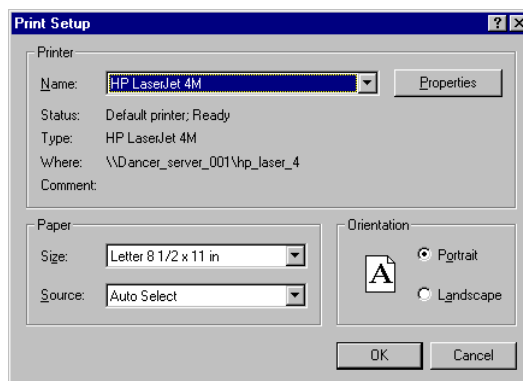 Print Setup
Printer
Name: HP LaserJet 4M Properties
Status: Default printer; Ready
Type: HP LaserJet 4M
Where: \\Dancer_server_001\hp_laser_4
Comment:
Paper
Size: Letter 8 1/2 x 11 in
Source: Auto Select
Orientation
A
Portrait
Landscape
OK Cancel